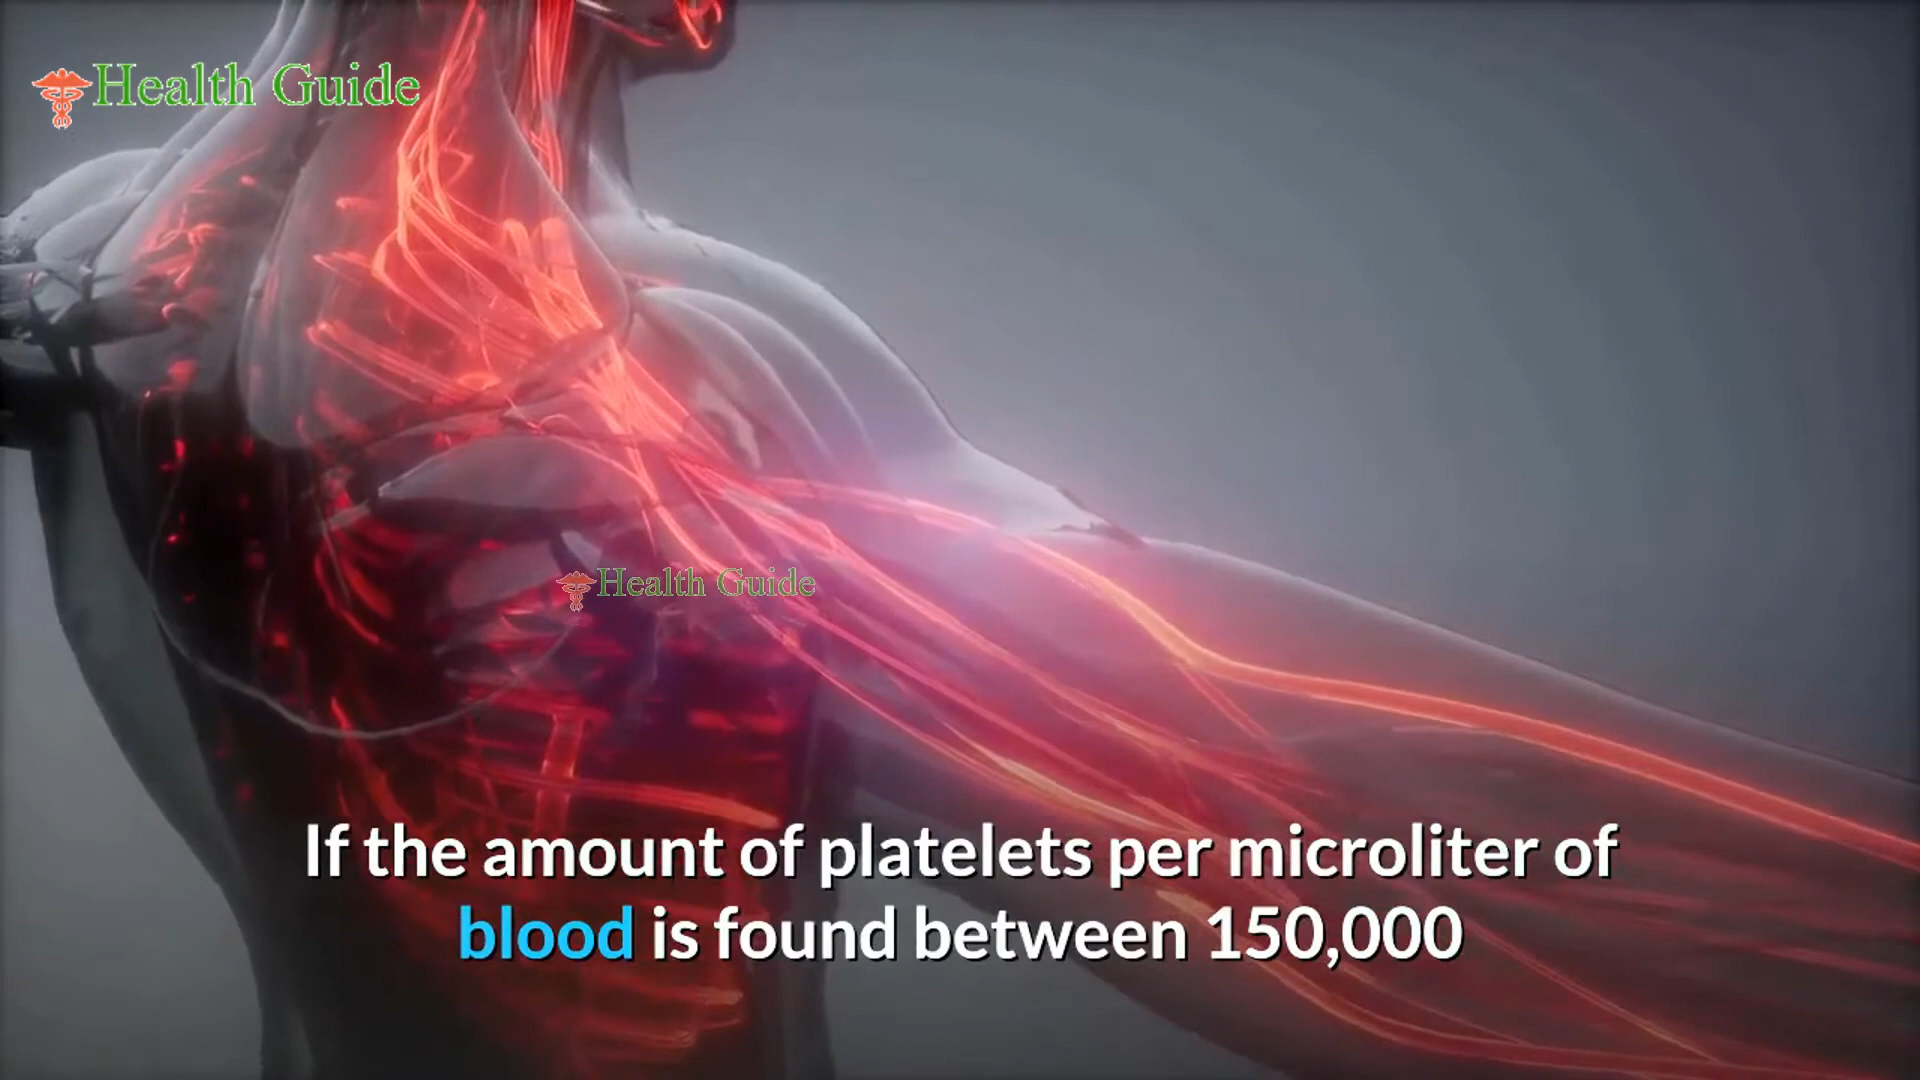 Health Guide
Health Guide
If the amount of platelets per microliter of
blood is found between 150,000